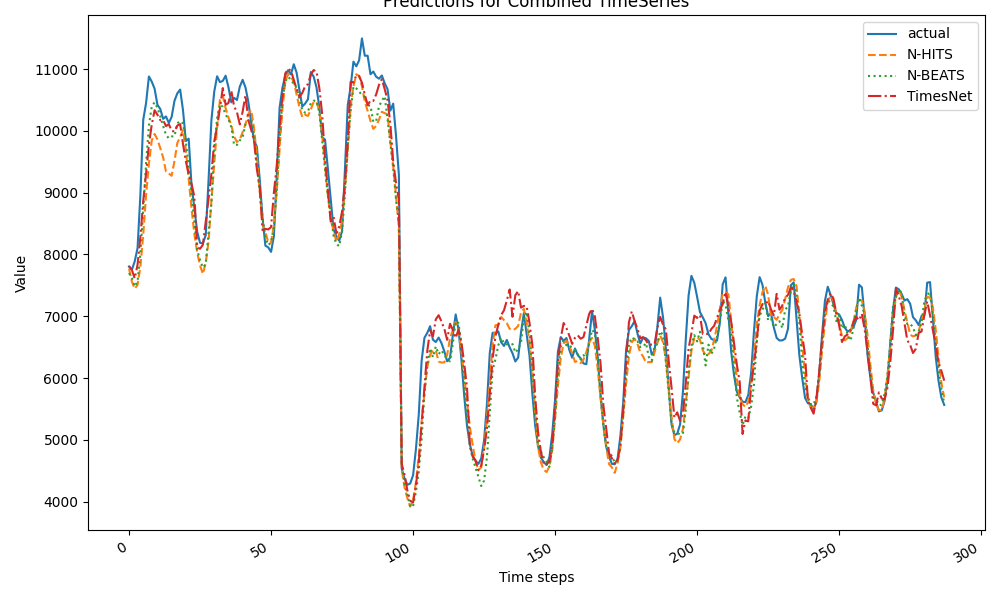 Predictions for Combined TimeSeries
actual
N-HITS
N-BEATS
TimesNet
Value
11000
10000
9000
8000
7000
6000
5000
4000
0
50
100
150
200
250
300
Time steps